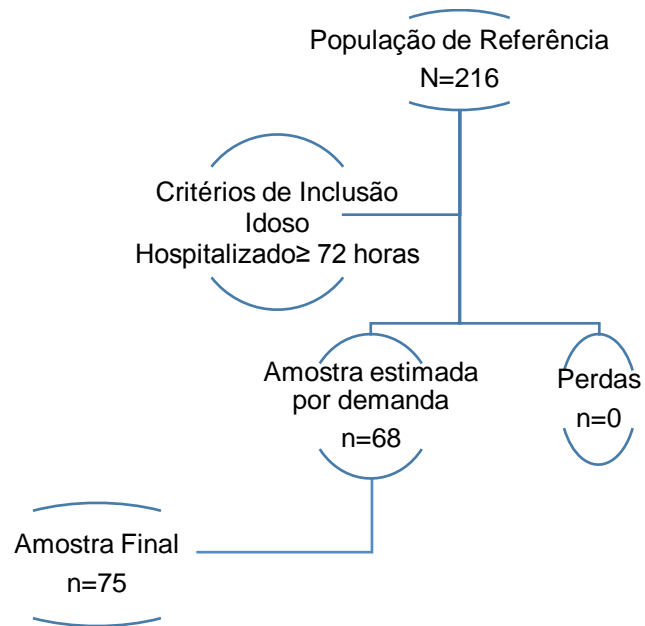 População de Referência
N=216
Critérios de Inclusão
Idoso
Hospitalizado≥ 72 horas
Amostra estimada
por demanda
n=68
Perdas
n=0
Amostra Final
n=75